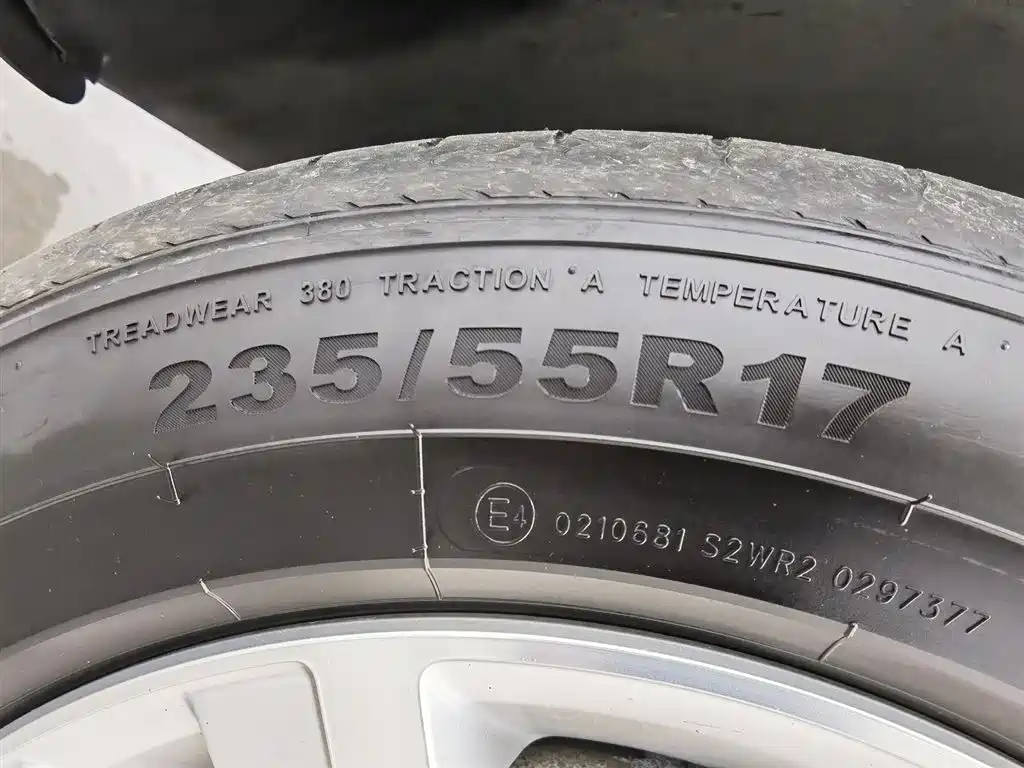 TREADWEAR 380 TRACTION A TEMPERATURE A
235/55R17
E4 0210681 S2WR2 0297377